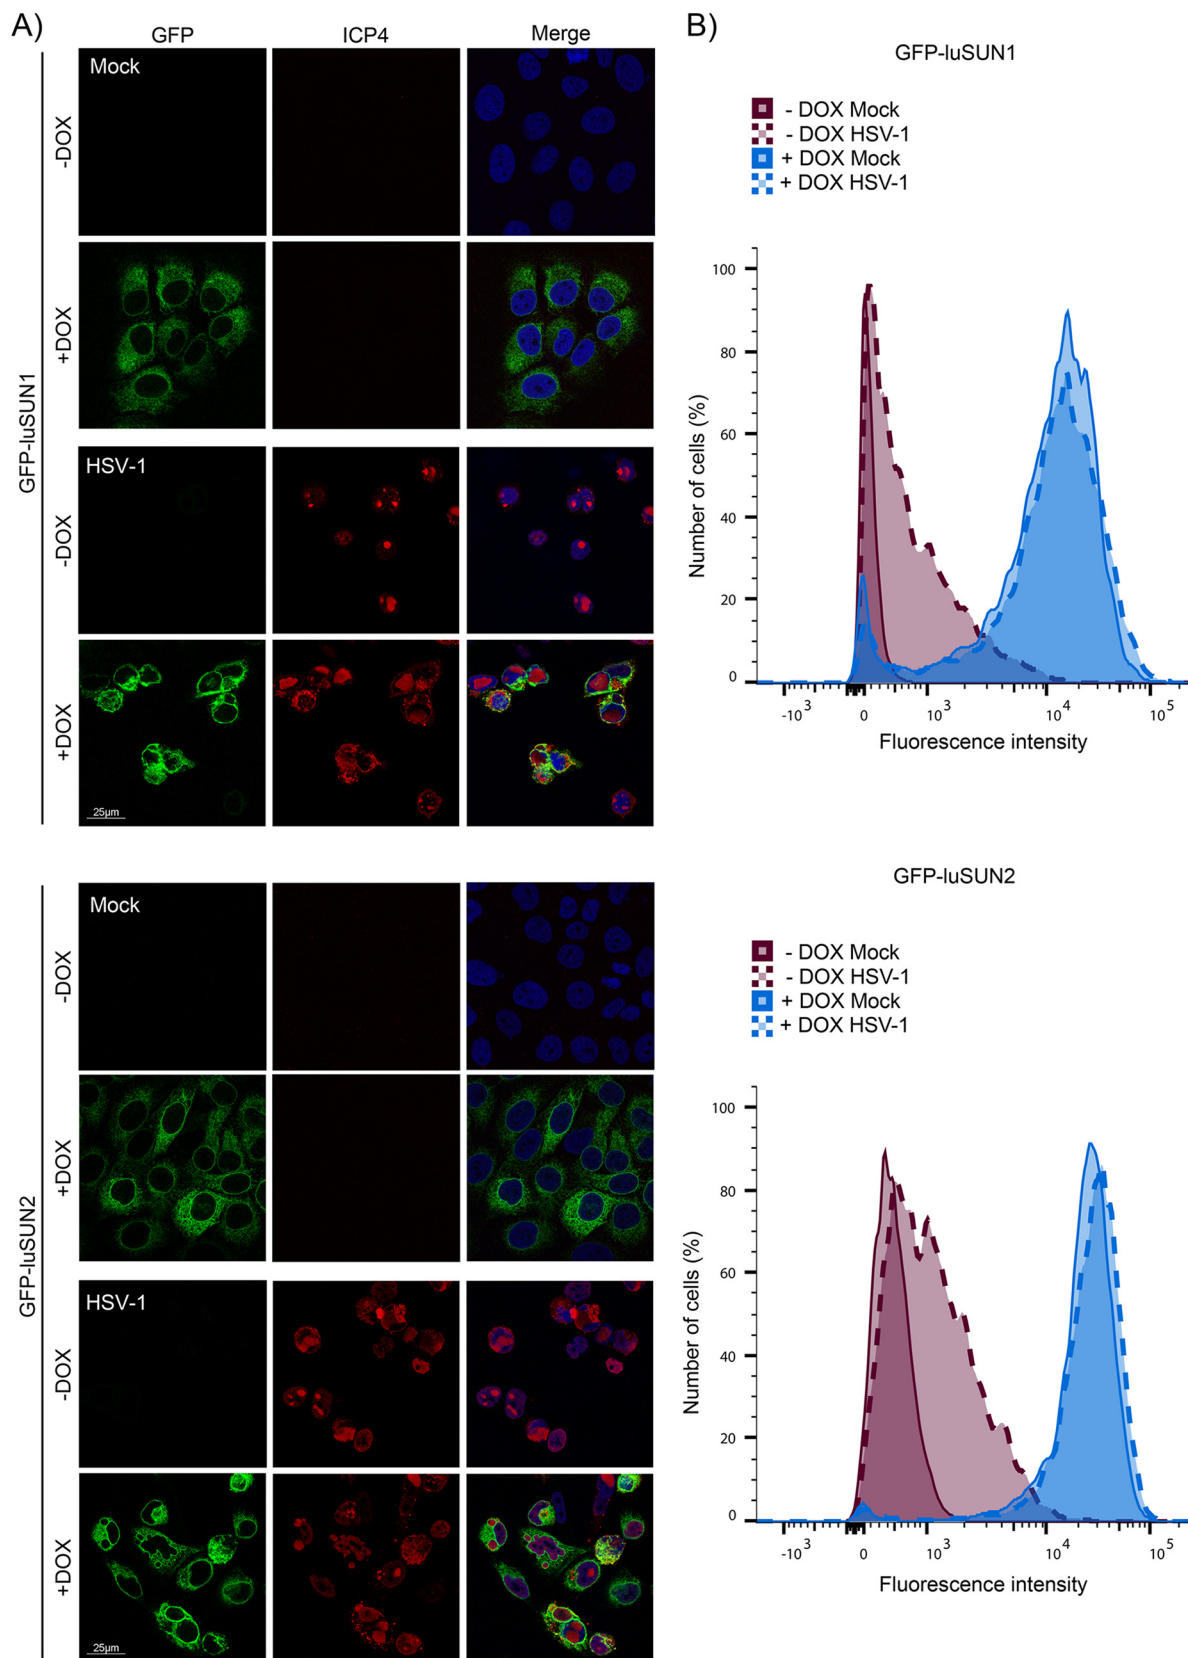 A)
GFP
ICP4
Merge
GFP-luSUN1
-DOX
Mock
+DOX
-DOX
HSV-1
+DOX
25µm
B)
GFP-luSUN1
- DOX Mock
- DOX HSV-1
+ DOX Mock
+ DOX HSV-1
Number of cells (%)
100
80
60
40
20
0
-10³
0
10³
10⁴
10⁵
Fluorescence intensity
GFP-luSUN2
-DOX
Mock
+DOX
-DOX
HSV-1
+DOX
25µm
GFP-luSUN2
- DOX Mock
- DOX HSV-1
+ DOX Mock
+ DOX HSV-1
Number of cells (%)
100
80
60
40
20
0
-10³
0
10³
10⁴
10⁵
Fluorescence intensity